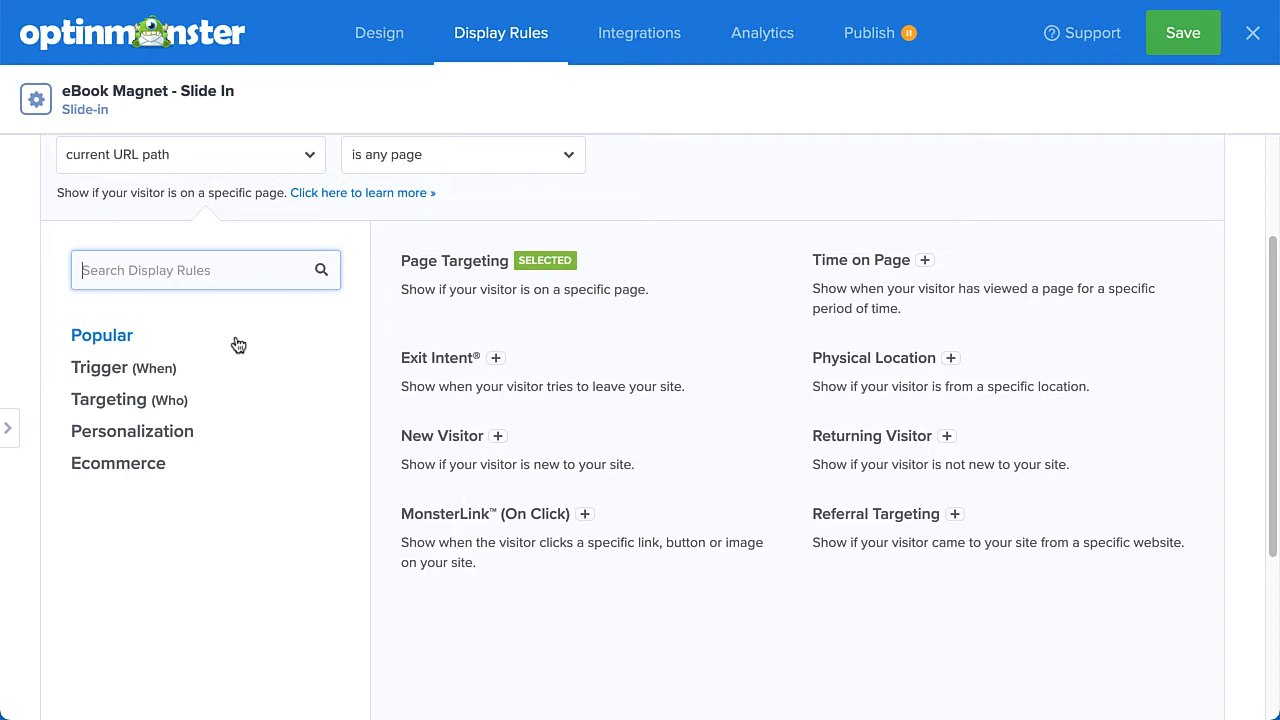 optinmonster
Design
Display Rules
Integrations
Analytics
Publish
Support
Save
eBook Magnet - Slide In
Slide-in
current URL path
is any page
Show if your visitor is on a specific page. Click here to learn more »
Search Display Rules
Popular
Trigger (When)
Targeting (Who)
Personalization
Ecommerce
Page Targeting SELECTED
Show if your visitor is on a specific page.
Time on Page +
Show when your visitor has viewed a page for a specific
period of time.
Exit Intent® +
Show when your visitor tries to leave your site.
Physical Location +
Show if your visitor is from a specific location.
New Visitor +
Show if your visitor is new to your site.
Returning Visitor +
Show if your visitor is not new to your site.
MonsterLink™ (On Click) +
Show when the visitor clicks a specific link, button or image
on your site.
Referral Targeting +
Show if your visitor came to your site from a specific website.